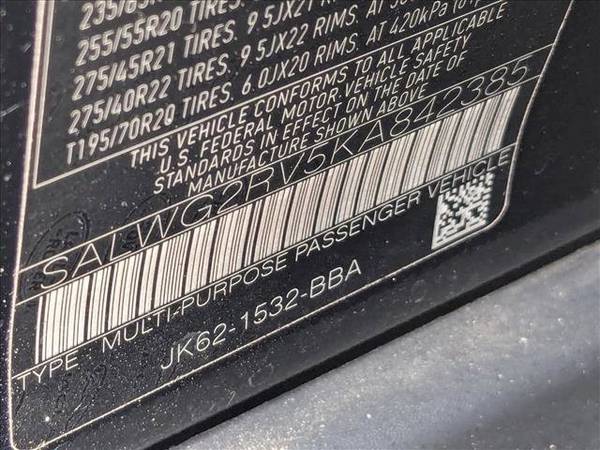 255/55R20 TIRES. 9.5JX21 RIMS.
275/45R21 TIRES. 9.5JX22 RIMS. AT
275/40R22 TIRES. 6.0JX20 RIMS. AT 420kPa
T195/70R20 TIRES.
THIS VEHICLE CONFORMS TO ALL APPLICABLE
U.S. FEDERAL MOTOR VEHICLE SAFETY
STANDARDS IN EFFECT ON THE DATE OF
MANUFACTURE SHOWN ABOVE
SALWG2RV5KA842385
TYPE: MULTI-PURPOSE PASSENGER VEHICLE
JK62-1532-BBA